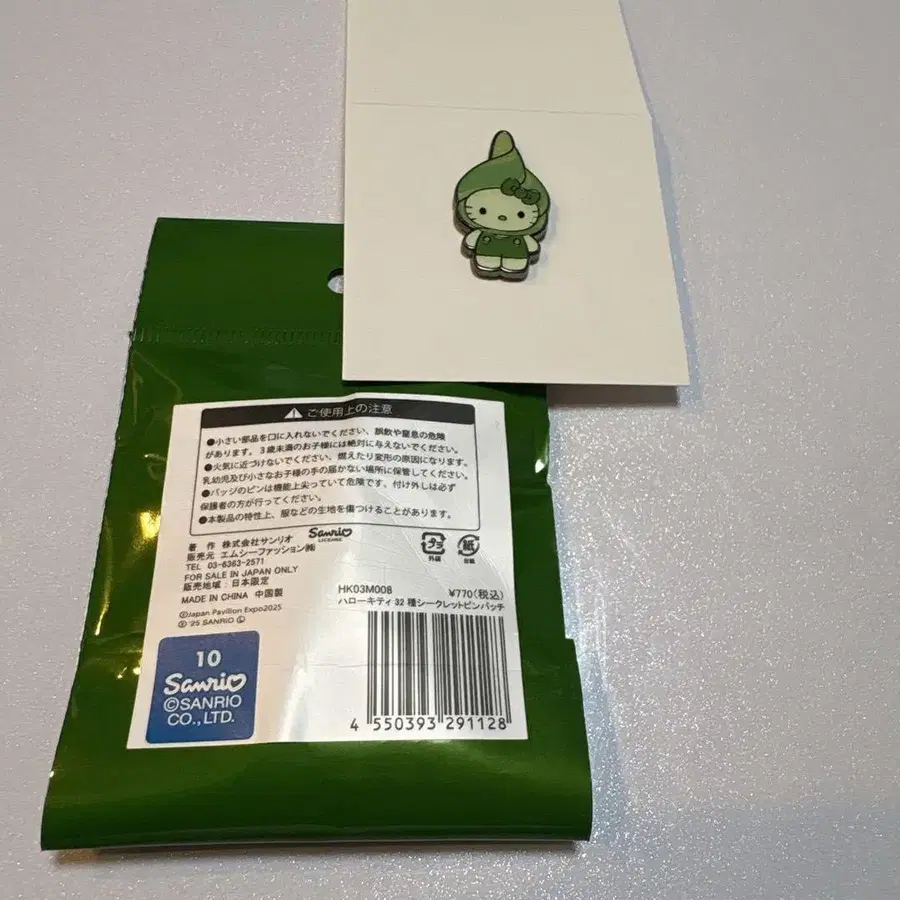 ご使用上の注意
●小さい部品を口に入れないでください、誤飲や窒息の危険
があります。3歳未満のお子様には絶対に与えないでください。
●火気に近づけないでください、燃えたり変形の原因になります。
乳幼児及び小さなお子様の手の届かない場所に保管してください。
●バッジのピンは機能上尖っていて危険です、付け外しは必ず
保護者の方が行ってください。
●本製品の特性上、服などの生地を傷つけることがあります。
著 作 株式会社サンリオ
販売元 エムシーファッション㈱
TEL 03-6363-2571
FOR SALE IN JAPAN ONLY
販売地域:日本限定
MADE IN CHINA 中国製
©Japan Pavilion Expo2025
© '25 SANRIO Ⓛ
Sanrio
LICENSE
プラ
外袋
紙
台紙
HK03M008 ¥770(税込)
ハローキティ 32 種シークレットピンバッチ
4 550393 291128
10
Sanrio
©SANRIO
CO., LTD.